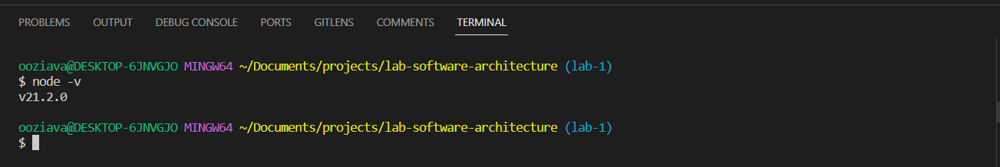 PROBLEMS OUTPUT DEBUG CONSOLE PORTS GITLENS COMMENTS TERMINAL
ooziava@DESKTOP-6JNVGJO MINGW64 ~/Documents/projects/lab-software-architecture (lab-1)
$ node -v
v21.2.0
ooziava@DESKTOP-6JNVGJO MINGW64 ~/Documents/projects/lab-software-architecture (lab-1)
$